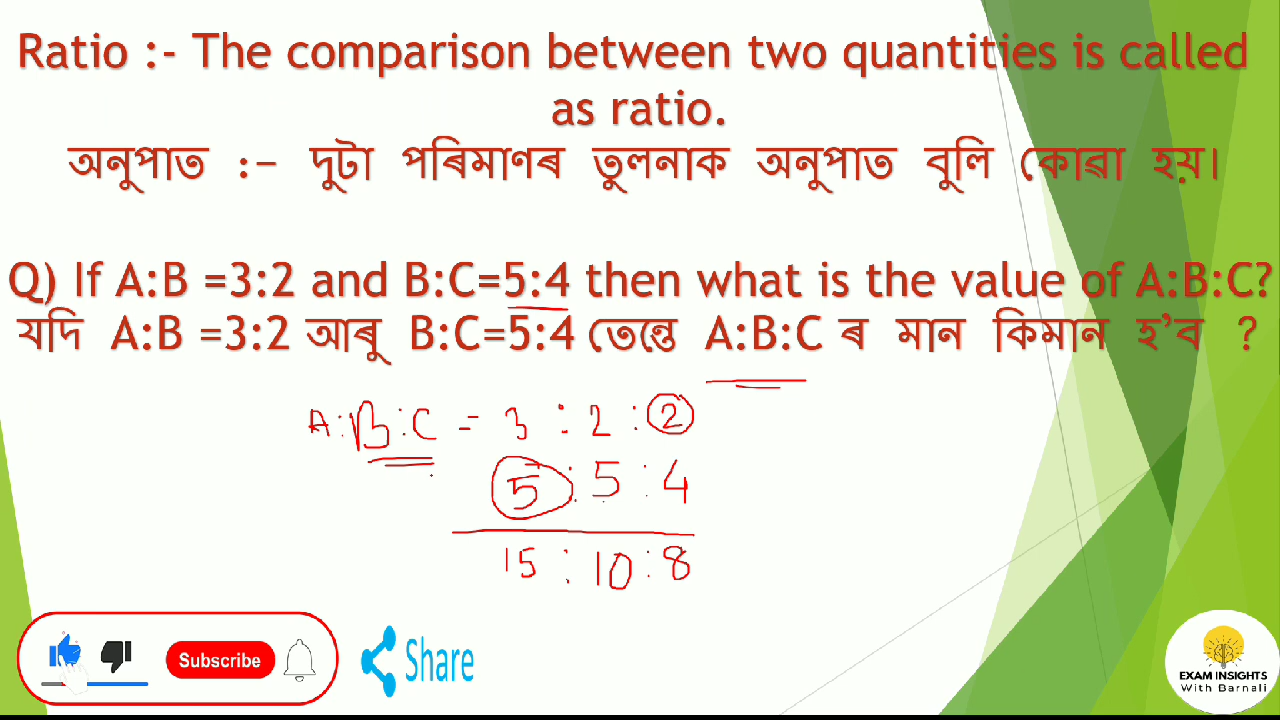 Ratio :- The comparison between two quantities is called
as ratio.
অনুপাত :- দুটা পৰিমাণৰ তুলনাক অনুপাত বুলি কোৱা হয়।
Q) If A:B =3:2 and B:C=5:4 then what is the value of A:B:C?
যদি A:B =3:2 আৰু B:C=5:4 তেন্তে A:B:C ৰ মান কিমান হ’ব ?
A:B:C = 3 : 2 : 2
5 : 5 : 4
15 : 10 : 8
Subscribe
Share
EXAM INSIGHTS
With Barnali